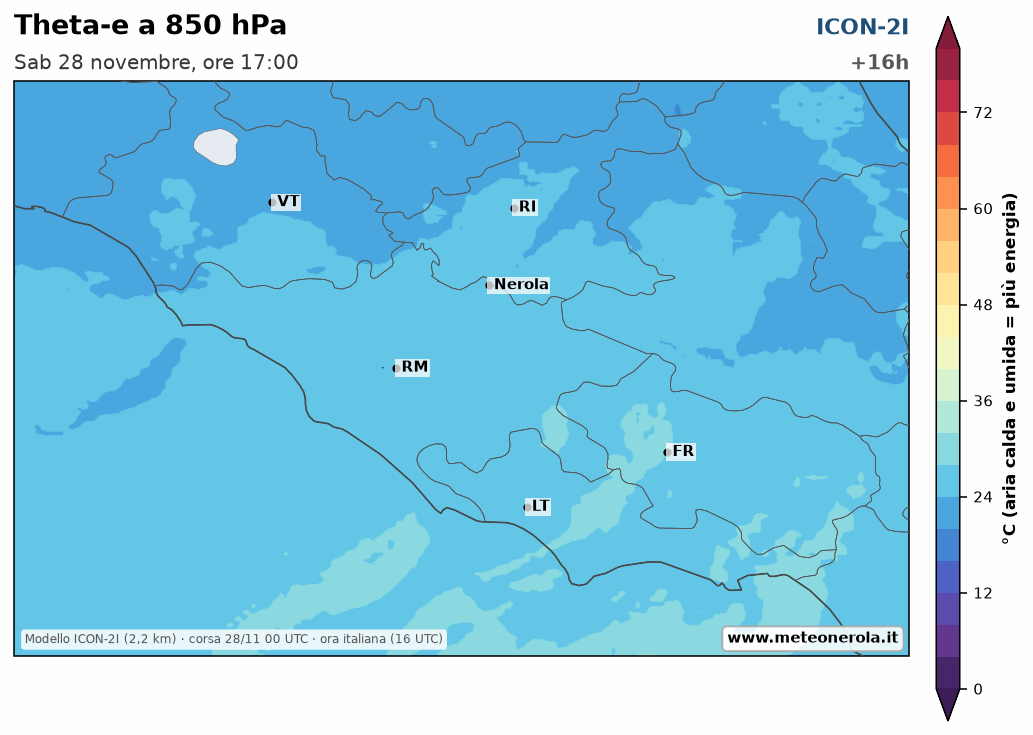 Theta-e a 850 hPa
ICON-2I
Sab 28 novembre, ore 17:00
+16h
VT
RI
Nerola
RM
FR
LT
Modello ICON-2I (2,2 km) · corsa 28/11 00 UTC · ora italiana (16 UTC)
www.meteonerola.it
72
60
48
36
24
12
0
°C (aria calda e umida = più energia)